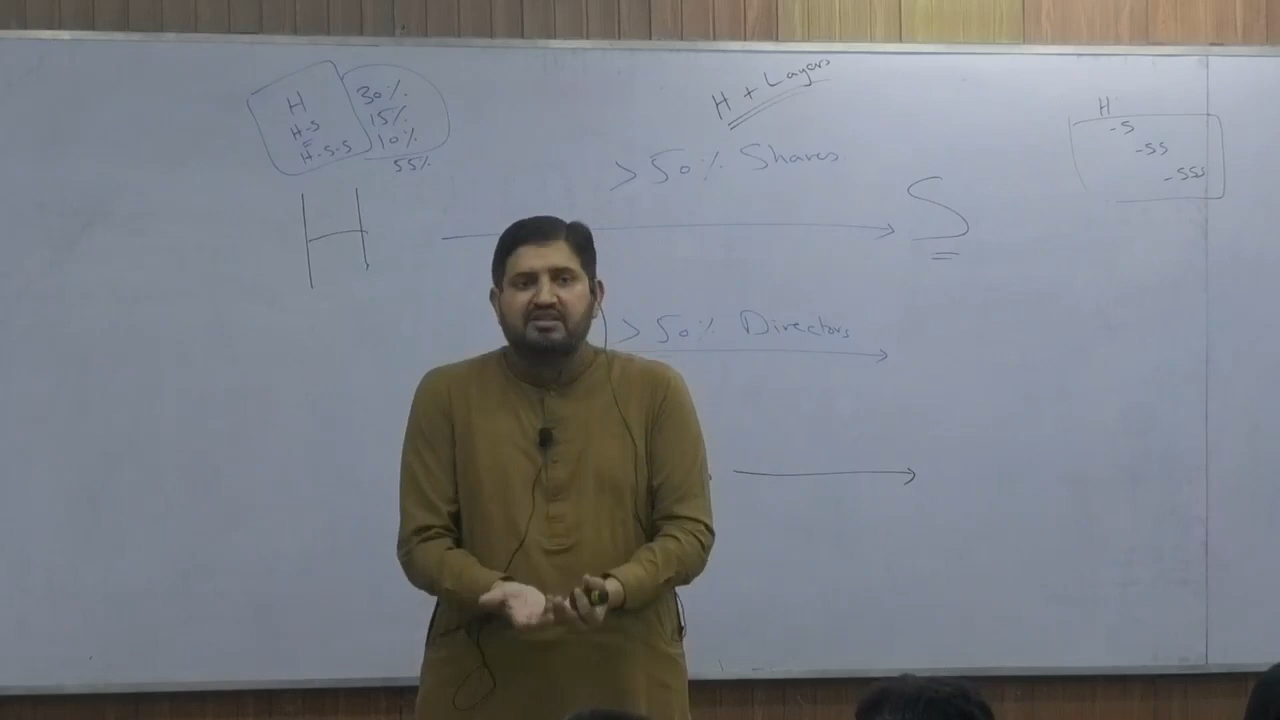 H
H-S
H-S-S
30%
15%
10%
55%
H + Layers
> 50% Shares
H
S
> 50% Directors
H
-S
-SS
-SSS